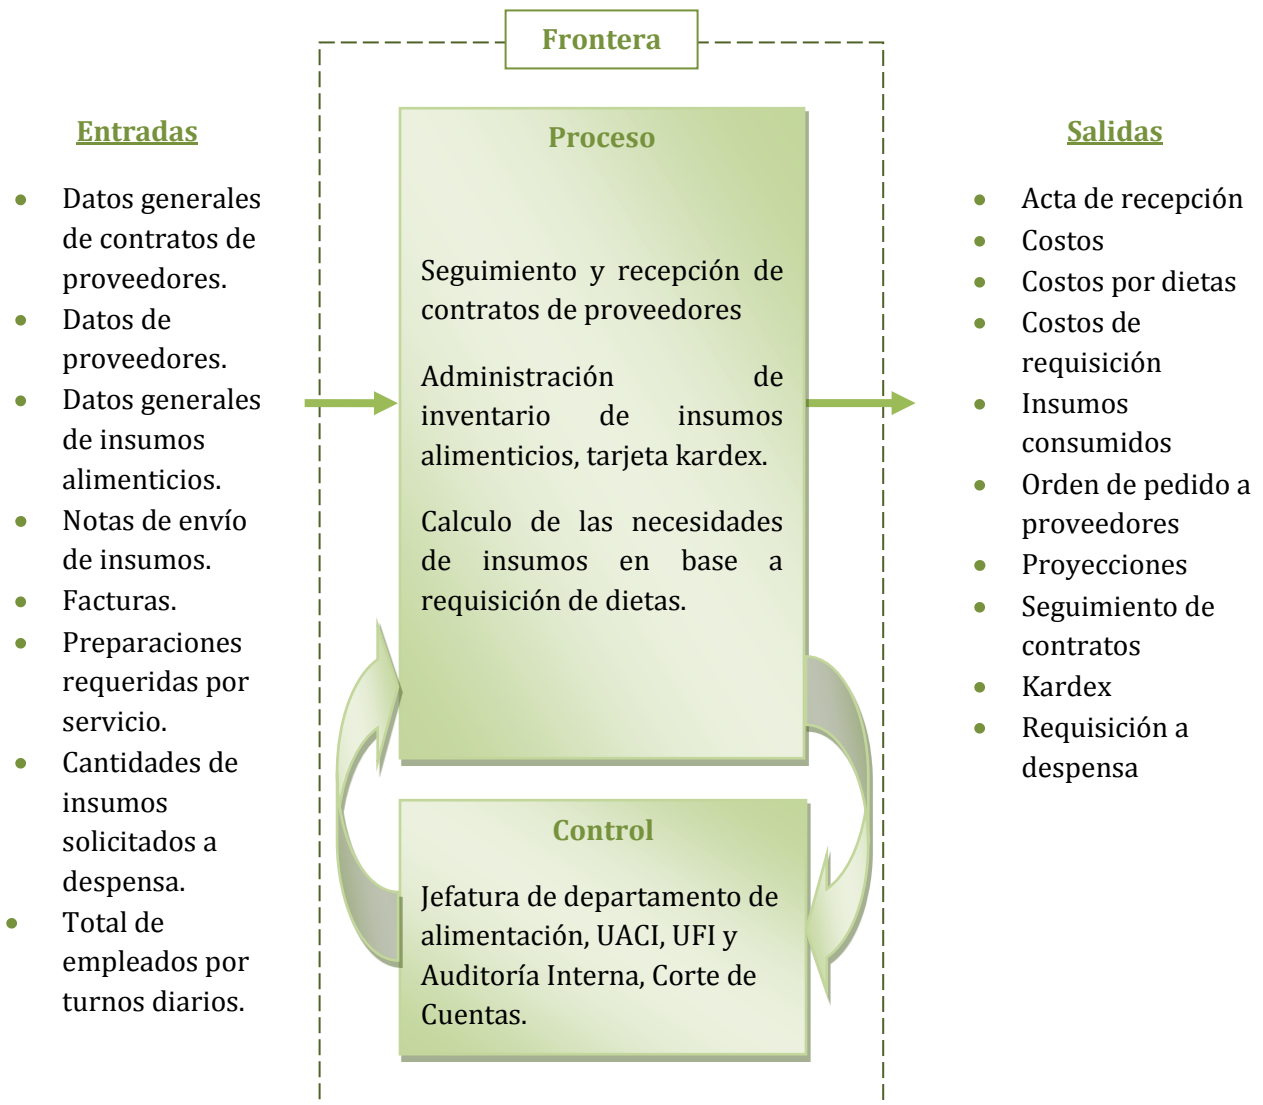 Frontera
Entradas
Datos generales
de contratos de
proveedores.
Datos de
proveedores.
Datos generales
de insumos
alimenticios.
Notas de envío
de insumos.
Facturas.
Preparaciones
requeridas por
servicio.
Cantidades de
insumos
solicitados a
despensa.
Total de
empleados por
turnos diarios.
Proceso
Seguimiento y recepción de
contratos de proveedores
Administración de
inventario de insumos
alimenticios, tarjeta kardex.
Calculo de las necesidades
de insumos en base a
requisición de dietas.
Control
Jefatura de departamento de
alimentación, UACI, UFI y
Auditoría Interna, Corte de
Cuentas.
Salidas
Acta de recepción
Costos
Costos por dietas
Costos de
requisición
Insumos
consumidos
Orden de pedido a
proveedores
Proyecciones
Seguimiento de
contratos
Kardex
Requisición a
despensa